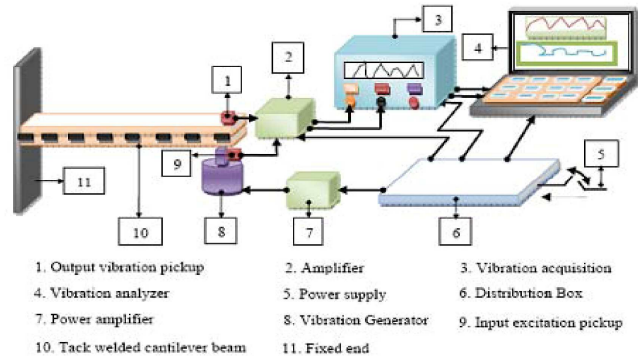 3
2
4
1
9
5
11
10
8
7
6
1. Output vibration pickup 2. Amplifier 3. Vibration acquisition
4. Vibration analyzer 5. Power supply 6. Distribution Box
7. Power amplifier 8. Vibration Generator 9. Input excitation pickup
10. Tack welded cantilever beam 11. Fixed end